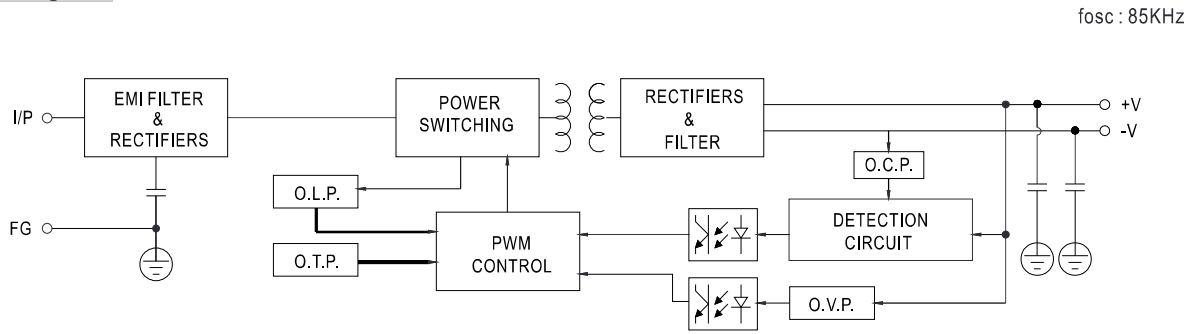 fosc : 85KHz
I/P
EMI FILTER
&
RECTIFIERS
POWER
SWITCHING
RECTIFIERS
&
FILTER
+V
-V
O.C.P.
O.L.P.
FG
PWM
CONTROL
DETECTION
CIRCUIT
O.T.P.
O.V.P.